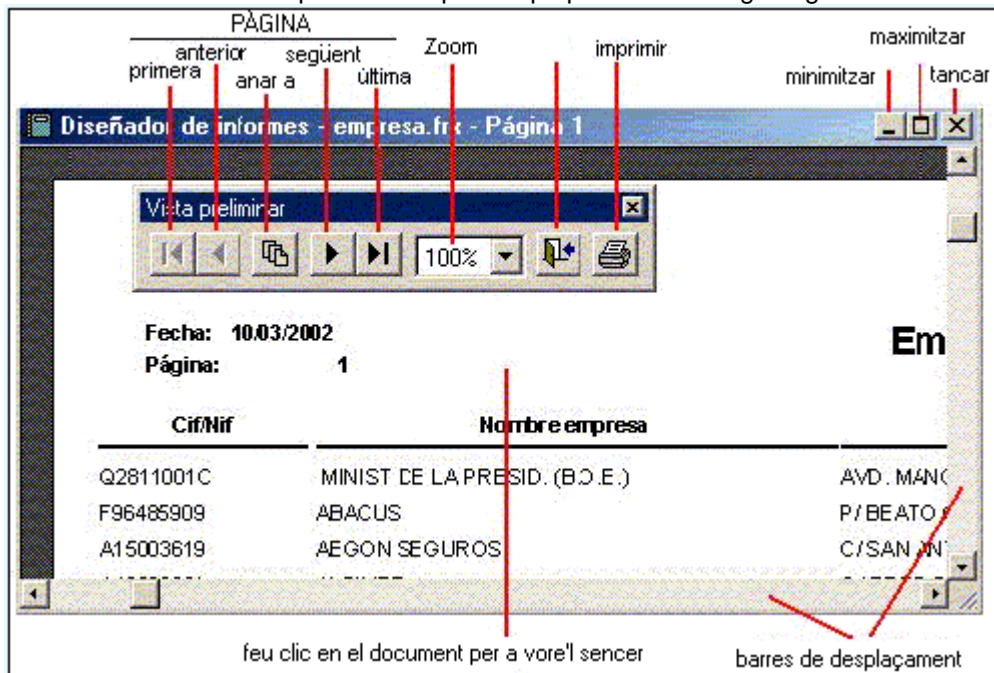 PÀGINA
primera anterior anar a següent última Zoom imprimir minimitzar maximitzar tancar
Diseñador de informes - empresa.frx - Página 1
Vista preliminar
100%
Fecha: 10/03/2002
Página: 1
Em
Cif/Nif Nombre empresa
Q2811001C MINIST DE LA PRESID. (B.O.E.) AVD. MANO
F96485909 ABACUS P/ BEATO
A15003619 AEGON SEGUROS C/ SAN ANT
feu clic en el document per a vore'l sencer
barres de desplaçament